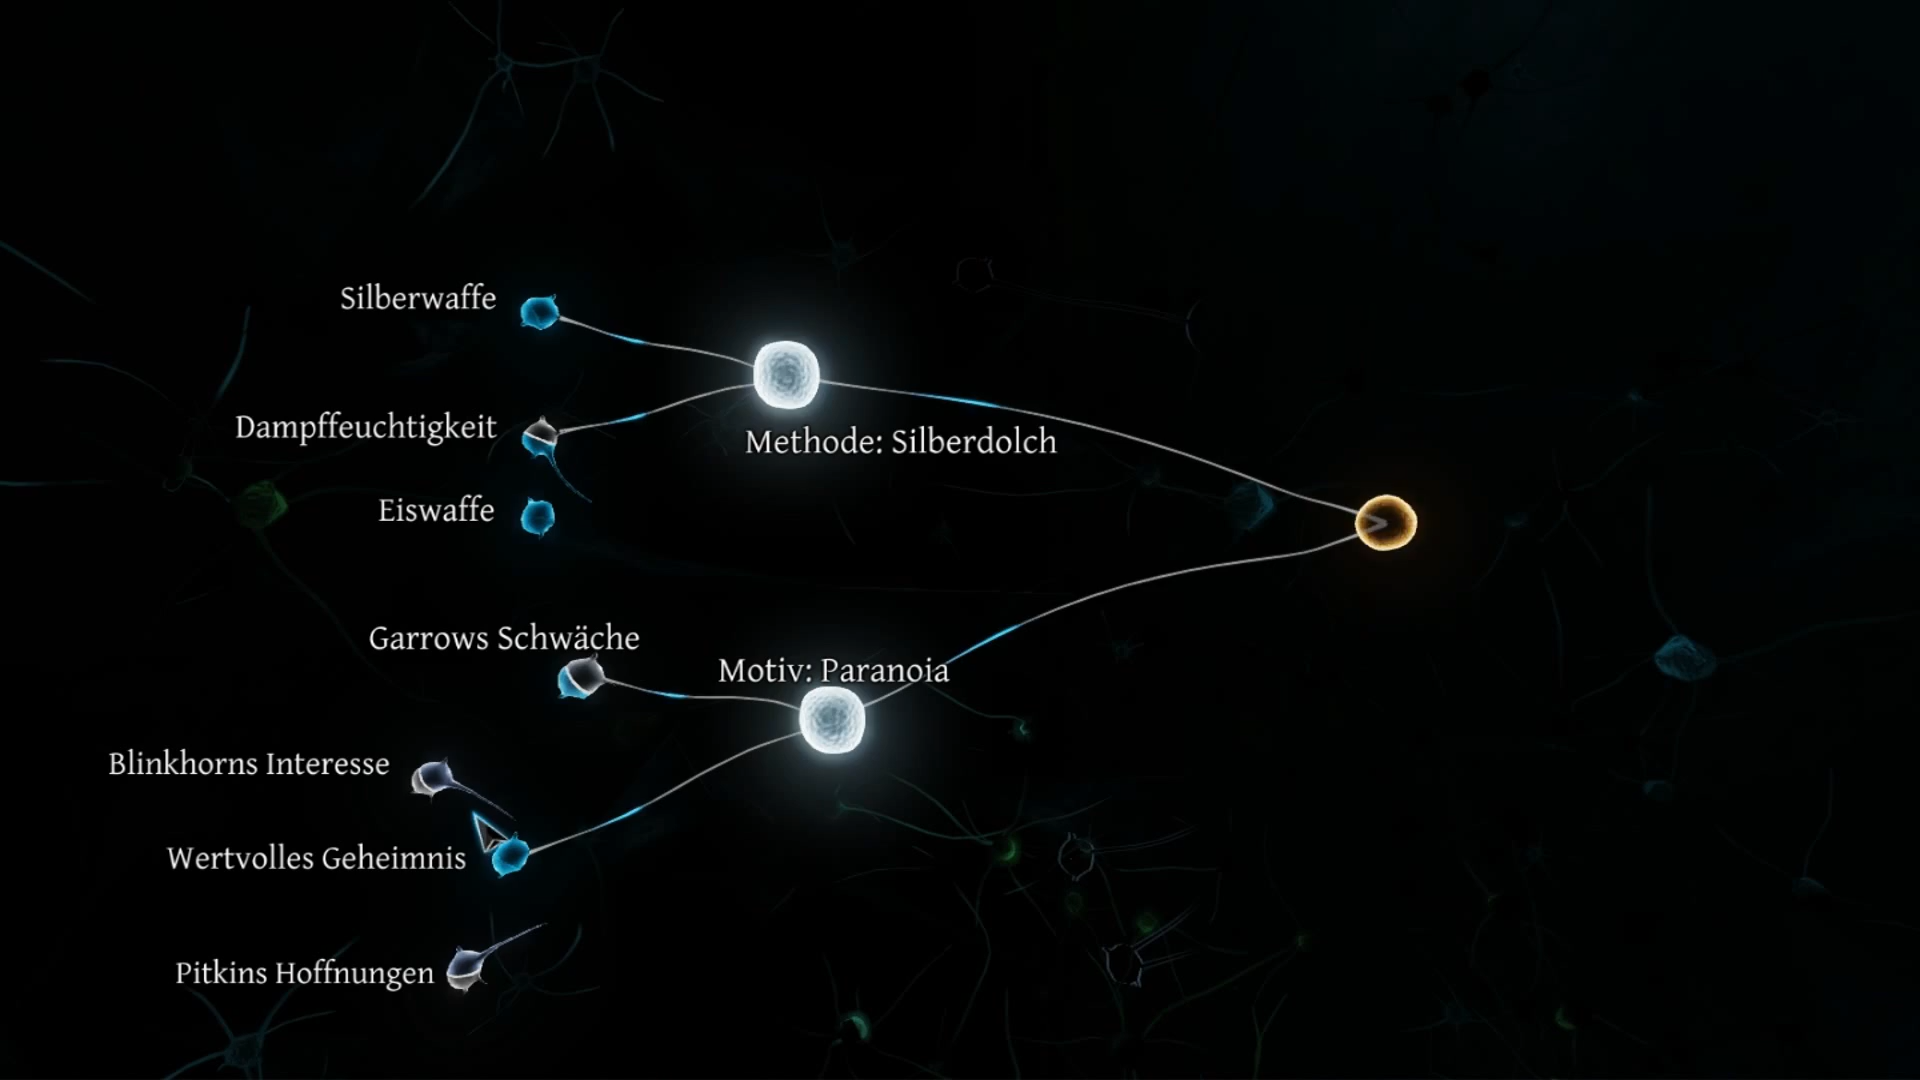 Silberwaffe
Dampffeuchtigkeit
Methode: Silberdolch
Eiswaffe
Garrows Schwäche
Motiv: Paranoia
Blinkhorns Interesse
Wertvolles Geheimnis
Pitkins Hoffnungen